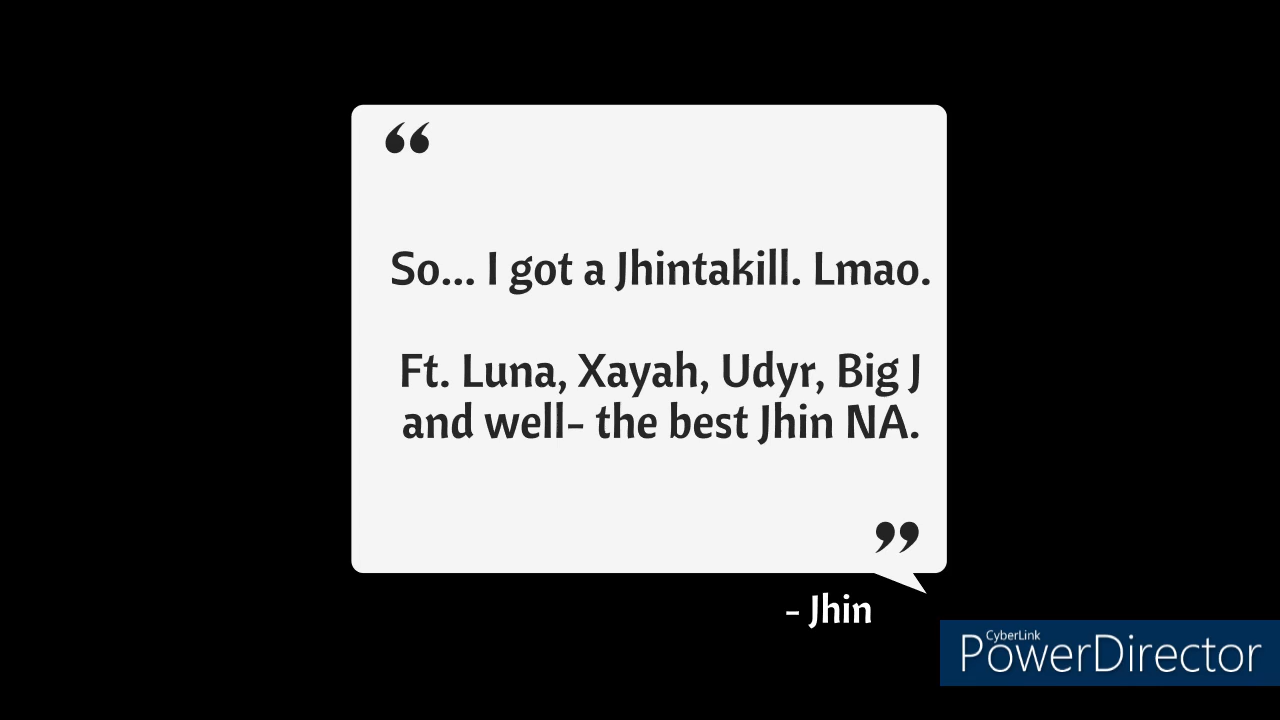 “
So... I got a Jhintakill. Lmao.
Ft. Luna, Xayah, Udyr, Big J
and well- the best Jhin NA.
”
- Jhin
CyberLink
PowerDirector